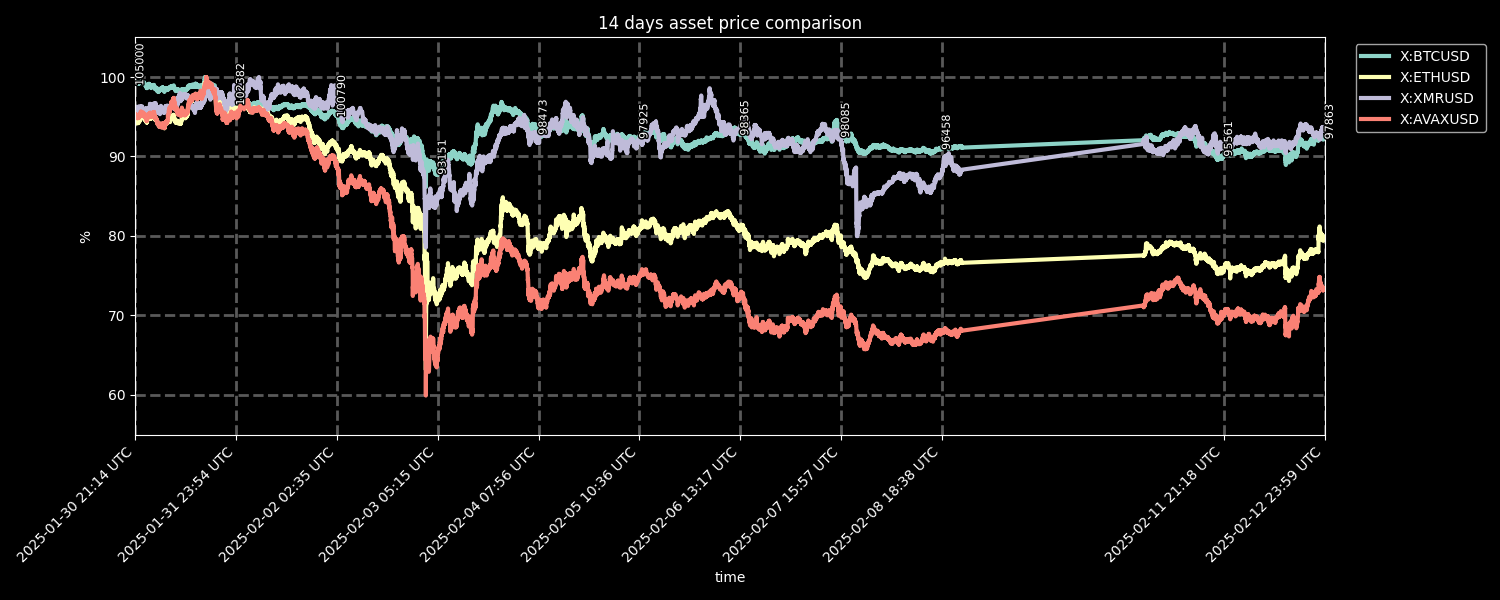 14 days asset price comparison
X:BTCUSD
X:ETHUSD
X:XMRUSD
X:AVAXUSD
%
100
90
80
70
60
105000
102382
100790
93151
98473
97925
98365
98085
96458
95561
97863
2025-01-30 21:14 UTC
2025-01-31 23:54 UTC
2025-02-02 02:35 UTC
2025-02-03 05:15 UTC
2025-02-04 07:56 UTC
2025-02-05 10:36 UTC
2025-02-06 13:17 UTC
2025-02-07 15:57 UTC
2025-02-08 18:38 UTC
2025-02-11 21:18 UTC
2025-02-12 23:59 UTC
time